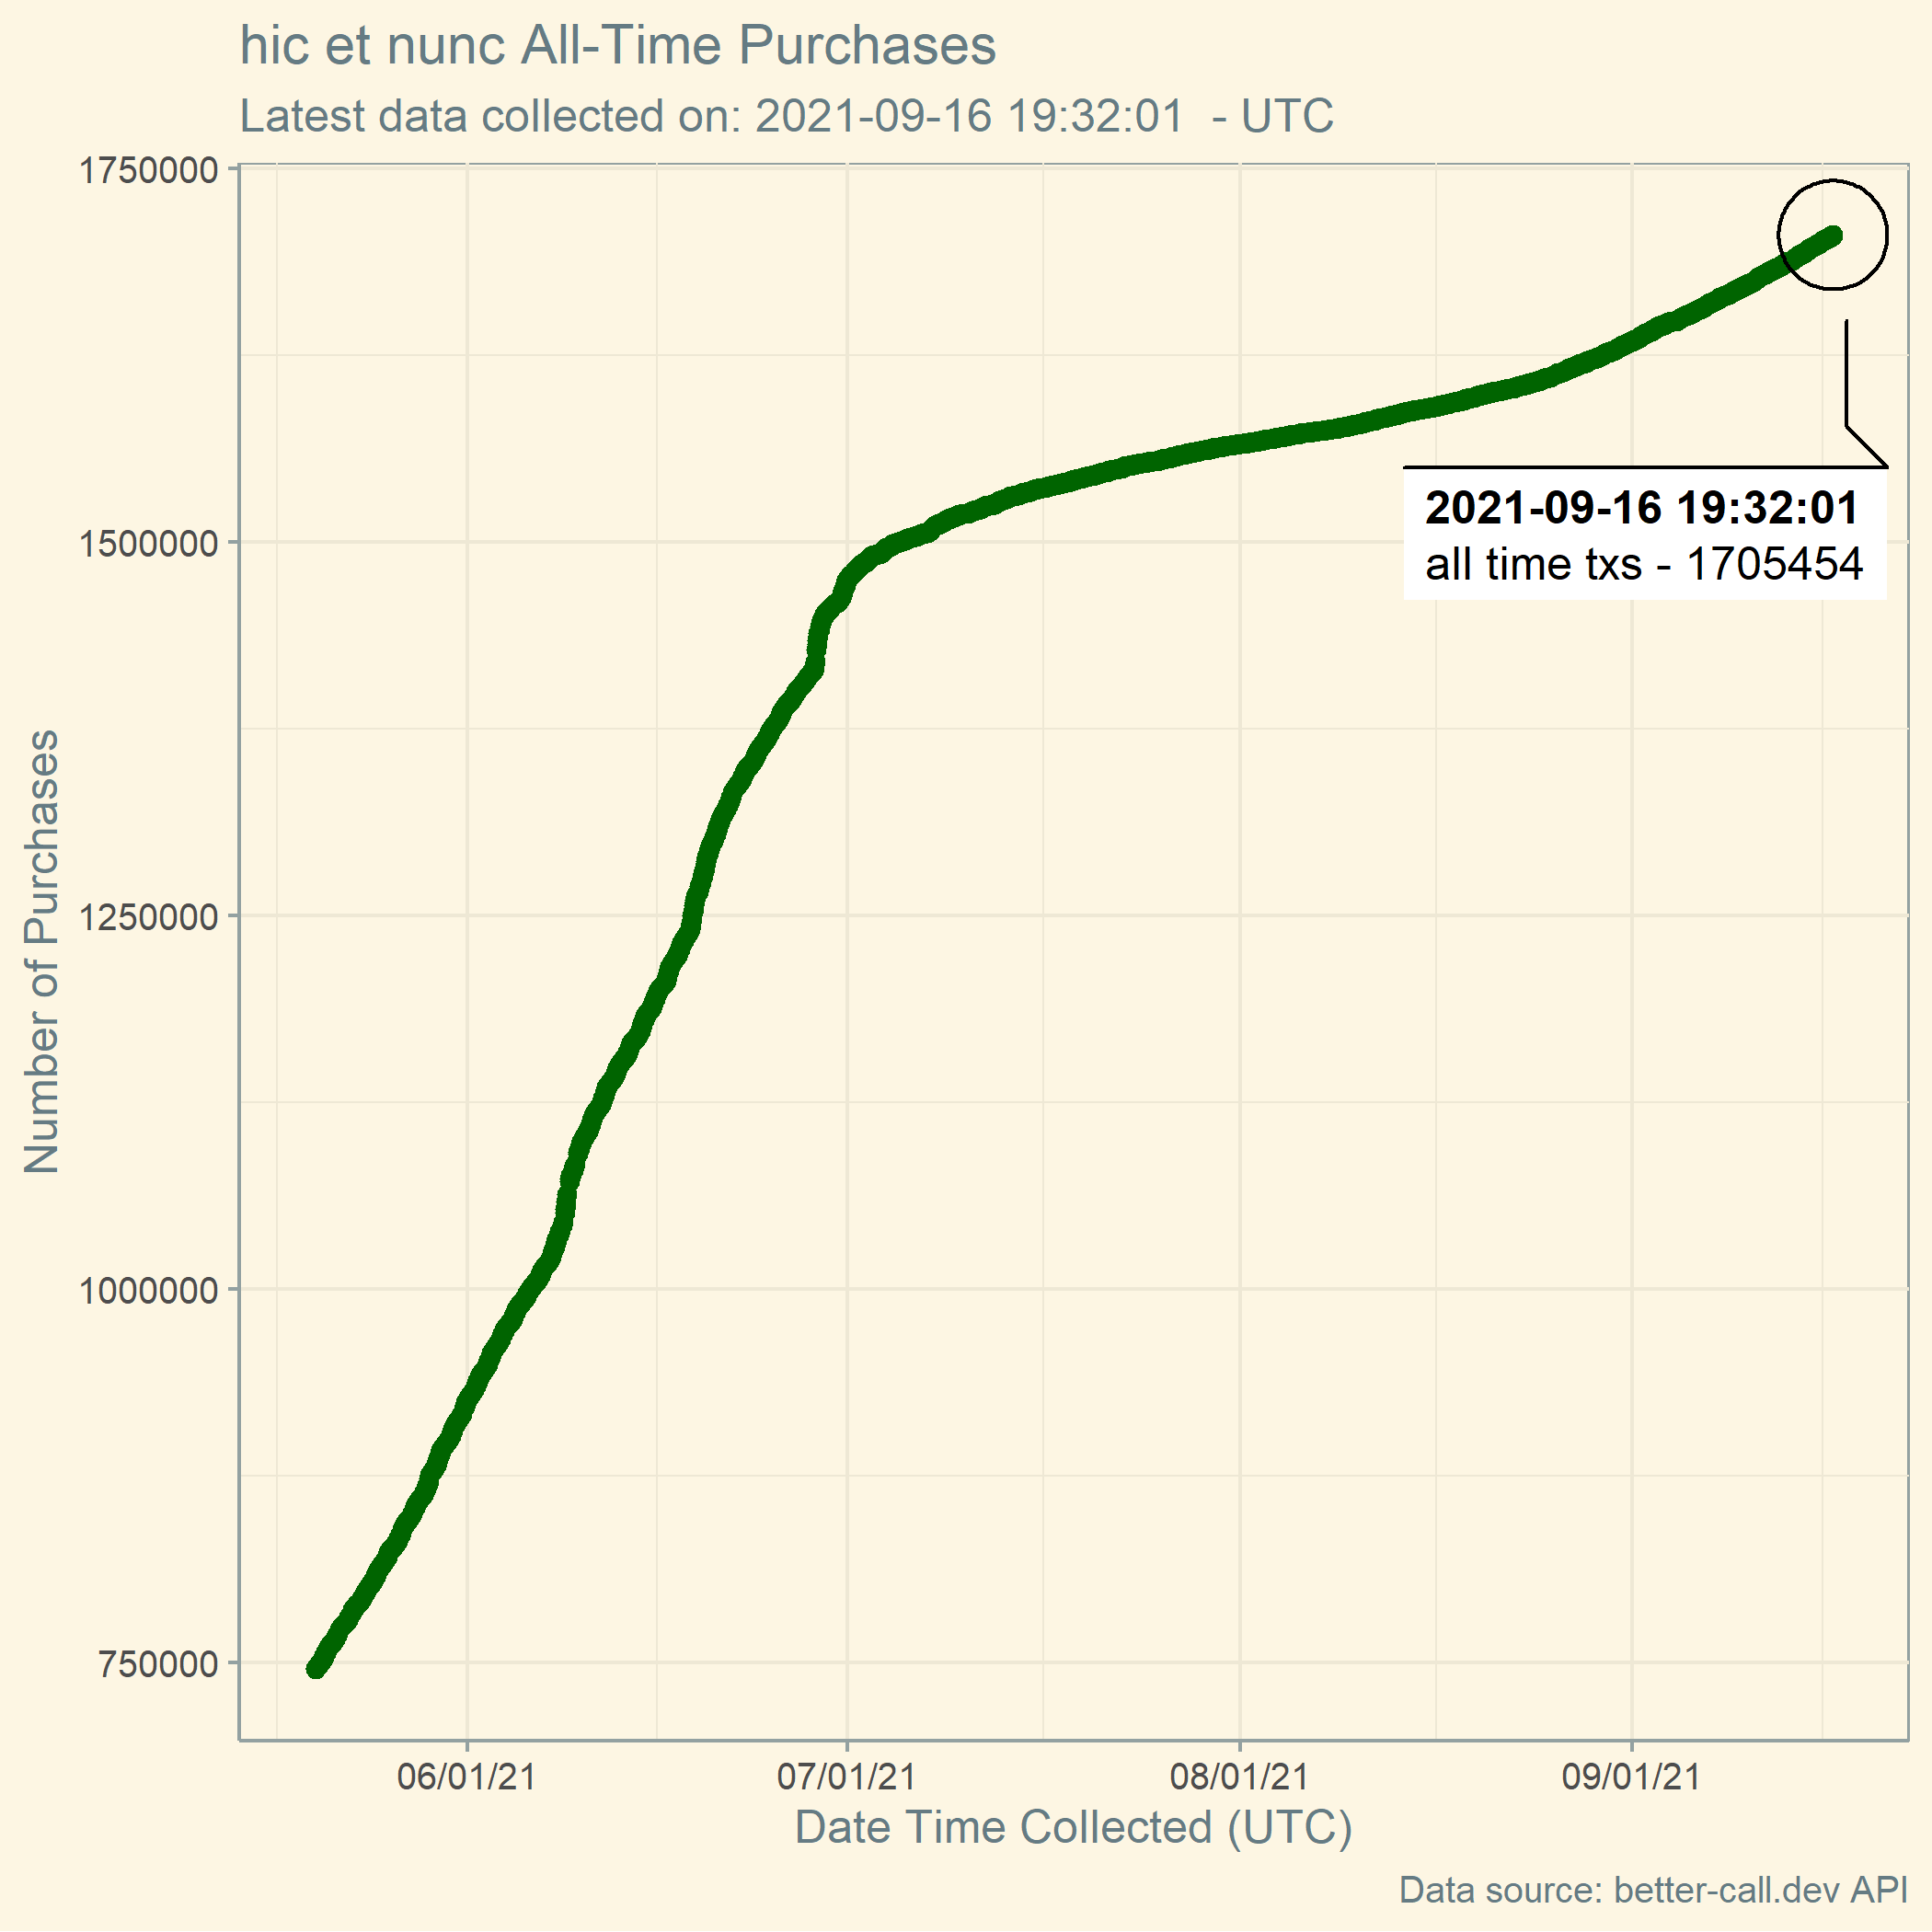 hic et nunc All-Time Purchases
Latest data collected on: 2021-09-16 19:32:01  - UTC
1750000
1500000
1250000
1000000
750000
Number of Purchases
2021-09-16 19:32:01
all time txs - 1705454
06/01/21
07/01/21
08/01/21
09/01/21
Date Time Collected (UTC)
Data source: better-call.dev API